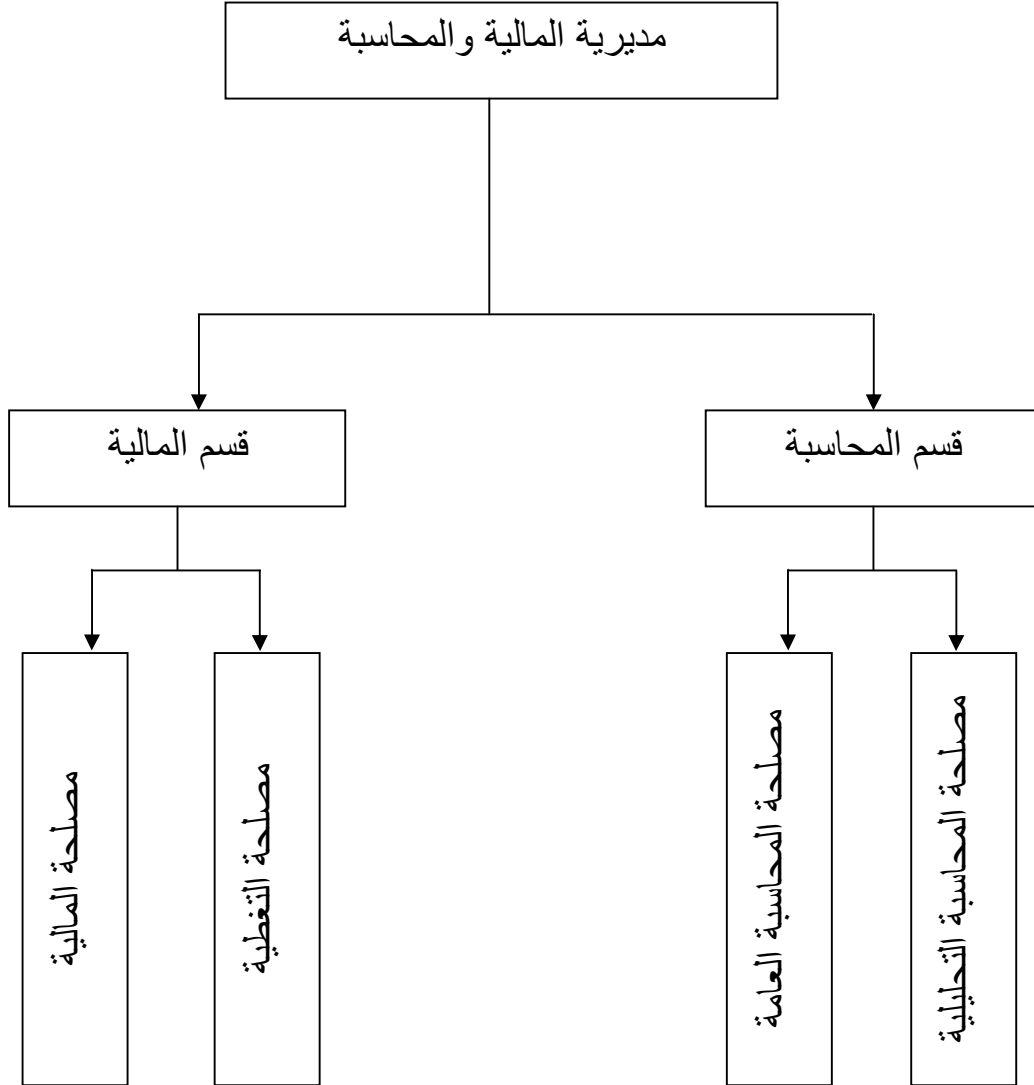 مديرية المالية والمحاسبة
قسم المحاسبة
قسم المالية
مصلحة المحاسبة التحليلية
مصلحة المحاسبة العامة
مصلحة التغطية
مصلحة المالية